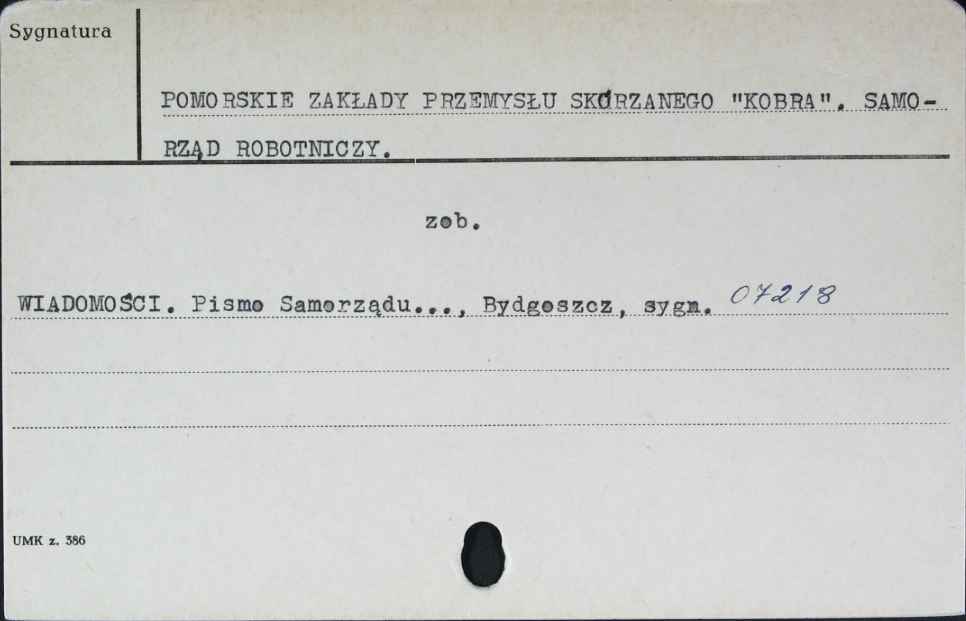 Sygnatura
POMORSKIE ZAKŁADY PRZEMYSŁU SKÓRZANEGO "KOBRA". SAMO-
RZĄD ROBOTNICZY.
zob.
WIADOMOŚCI. Pismo Samorządu..., Bydgoszcz, sygn. 07218
UMK z. 386